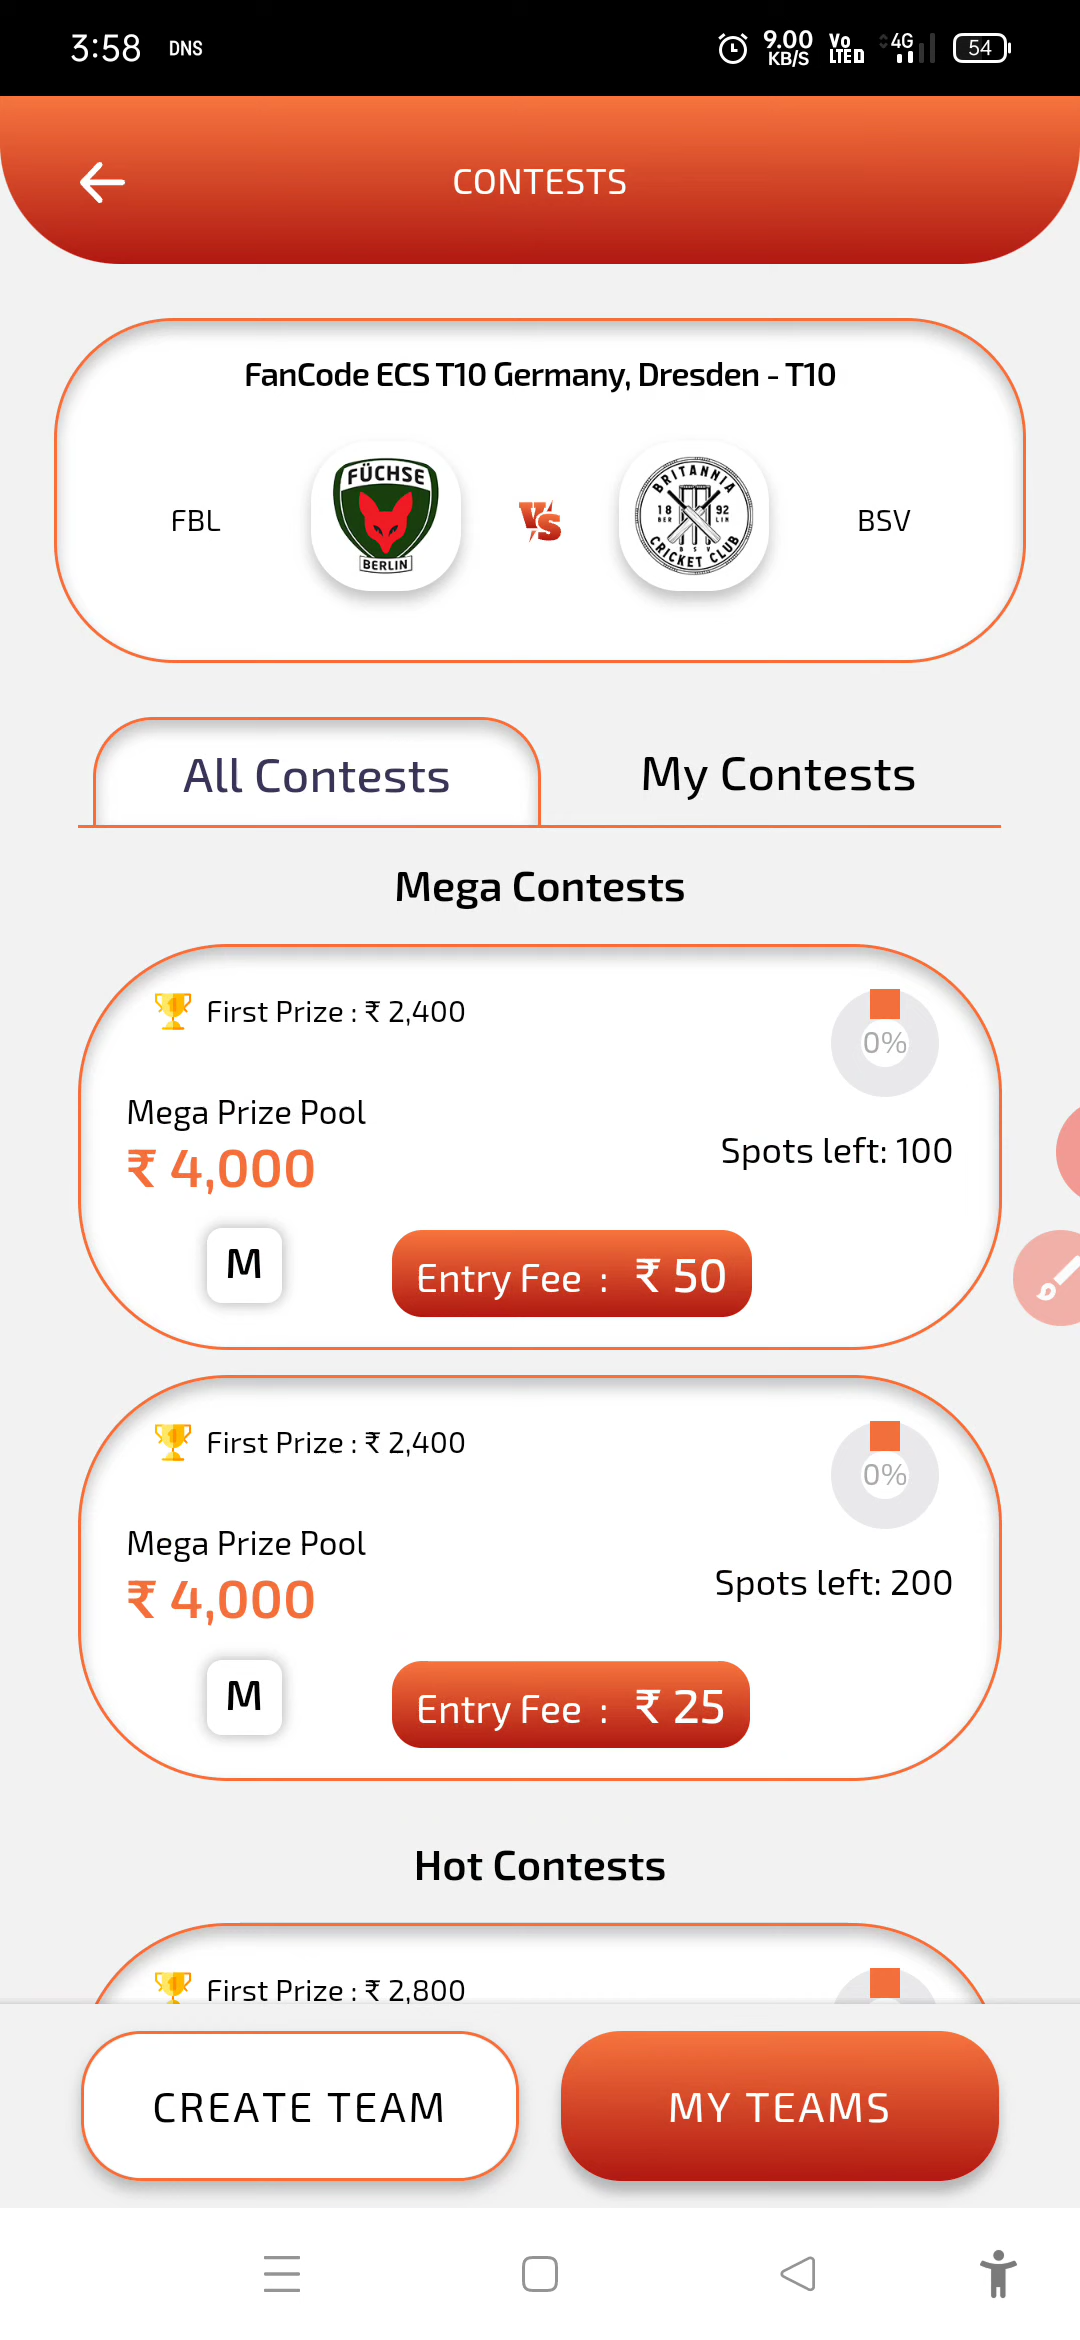 3:58 DNS 9.00 KB/S Vo LTE 4G 54
CONTESTS
FanCode ECS T10 Germany, Dresden - T10
FBL
FÜCHSE
BERLIN
VS
BRITANNIA
18 92
BER LIN
BSV
CRICKET CLUB
BSV
All Contests
My Contests
Mega Contests
First Prize : ₹ 2,400
0%
Mega Prize Pool
₹ 4,000
Spots left: 100
M
Entry Fee : ₹ 50
First Prize : ₹ 2,400
0%
Mega Prize Pool
₹ 4,000
Spots left: 200
M
Entry Fee : ₹ 25
Hot Contests
First Prize : ₹ 2,800
CREATE TEAM
MY TEAMS